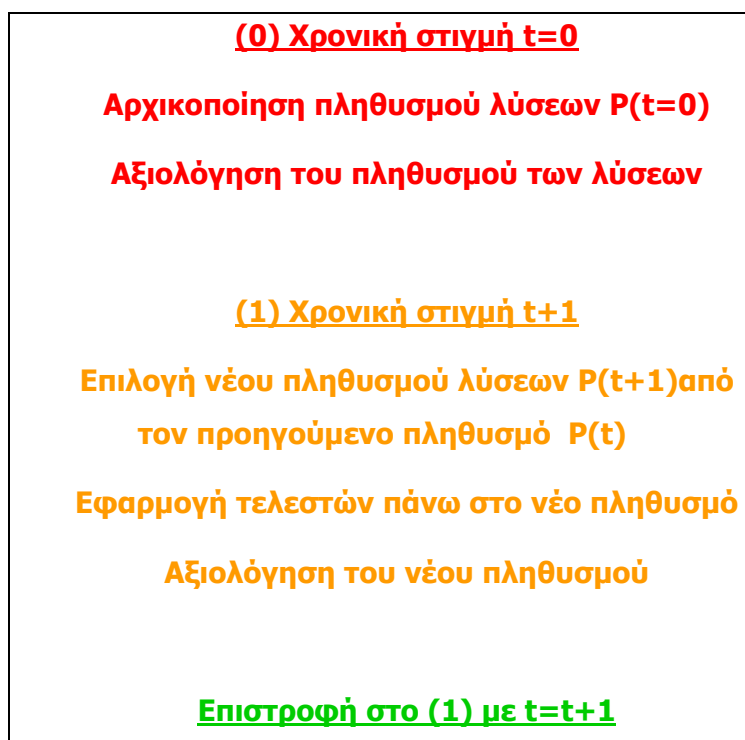 (0) Χρονική στιγμή t=0
Αρχικοποίηση πληθυσμού λύσεων P(t=0)
Αξιολόγηση του πληθυσμού των λύσεων
(1) Χρονική στιγμή t+1
Επιλογή νέου πληθυσμού λύσεων P(t+1)από
τον προηγούμενο πληθυσμό P(t)
Εφαρμογή τελεστών πάνω στο νέο πληθυσμό
Αξιολόγηση του νέου πληθυσμού
Επιστροφή στο (1) με t=t+1